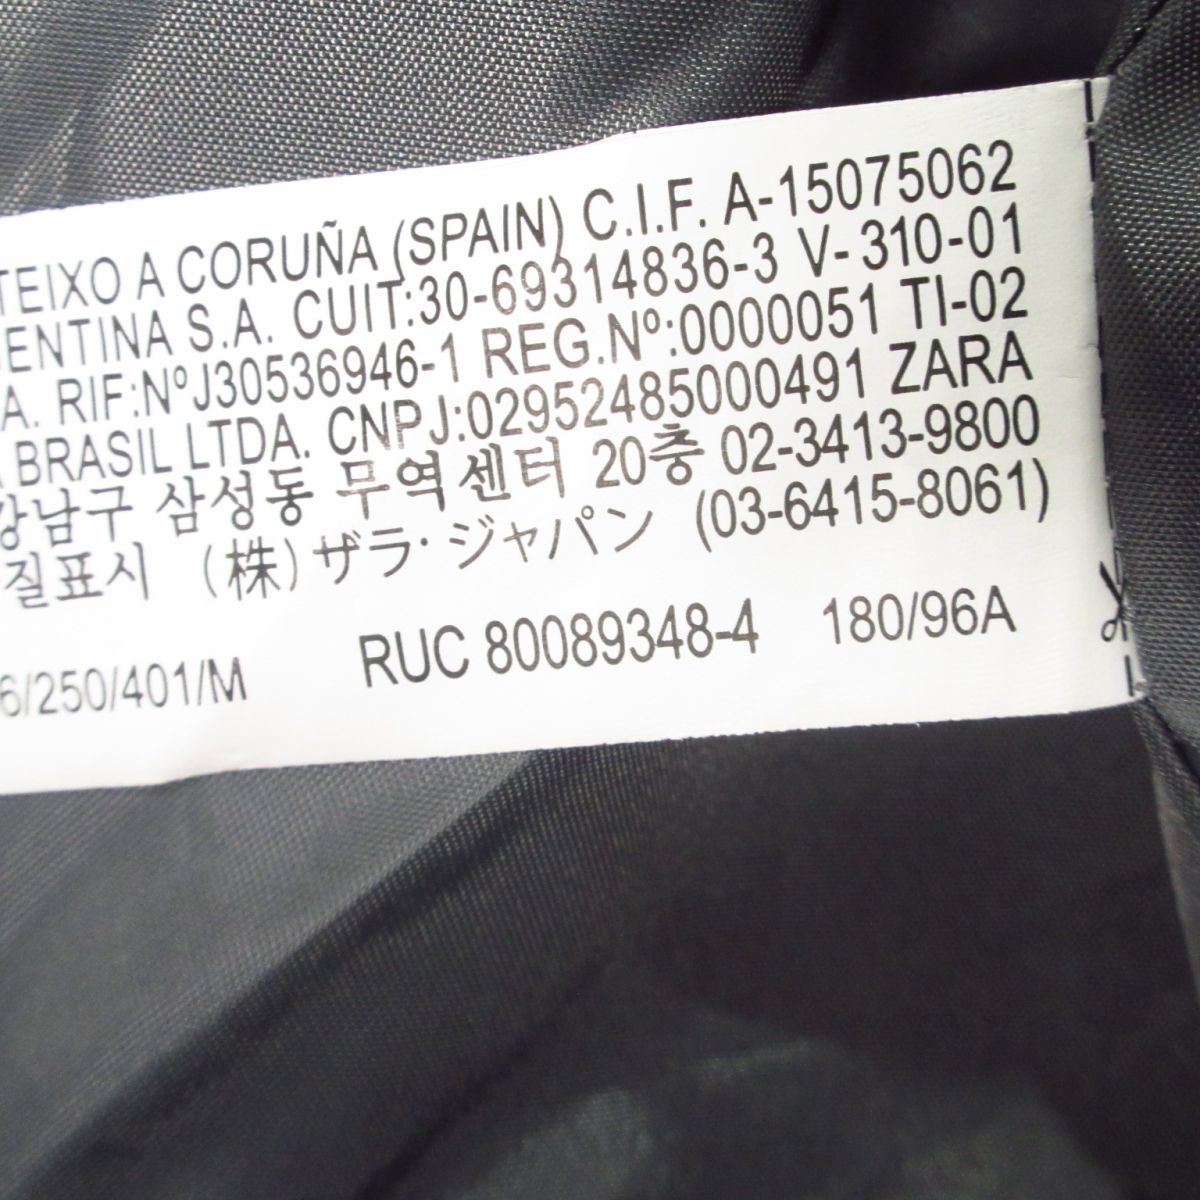 TEIXO A CORUÑA (SPAIN) C.I.F. A-15075062
ENTINA S.A. CUIT:30-69314836-3 V-310-01
A. RIF:NºJ30536946-1 REG.Nº:0000051 TI-02
BRASIL LTDA. CNPJ:02952485000491 ZARA
강남구 삼성동 무역센터 20층 02-3413-9800
질표시 (株)ザラ・ジャパン (03-6415-8061)
6/250/401/M RUC 80089348-4 180/96A